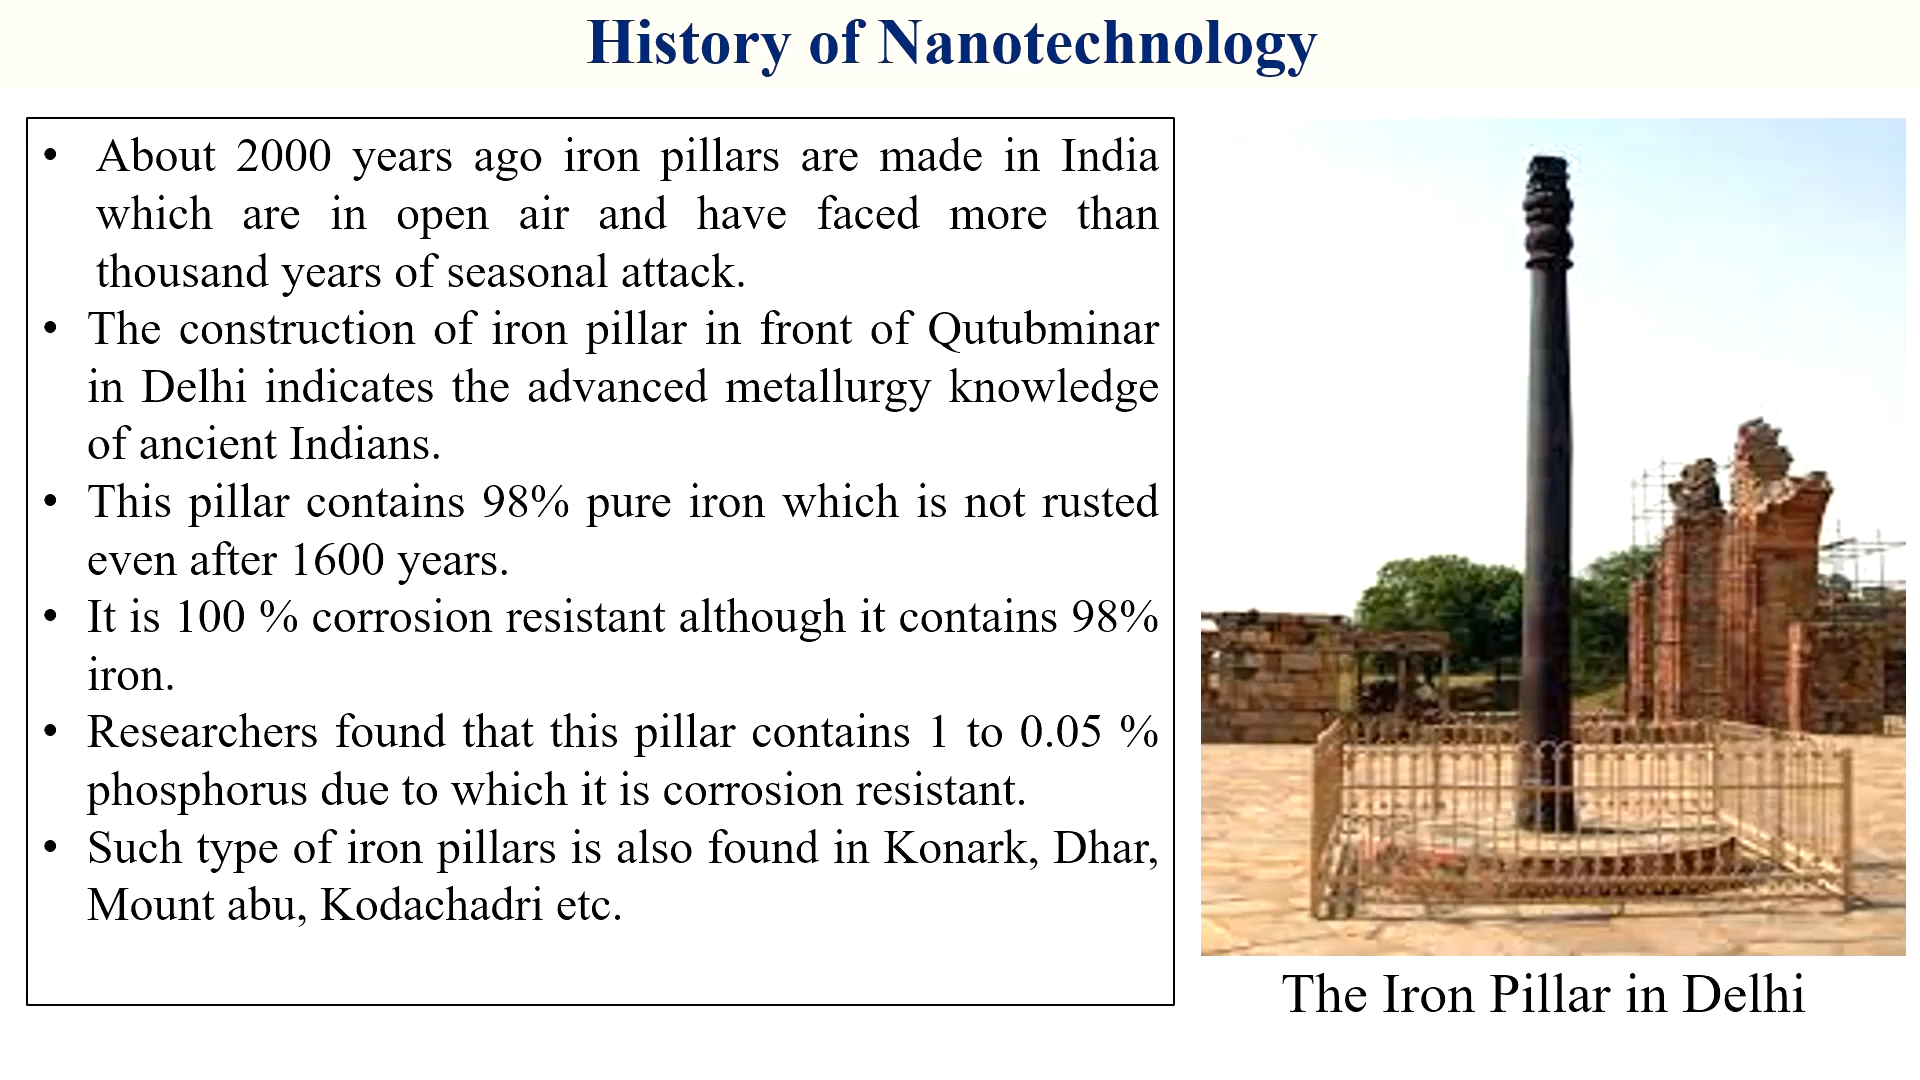 History of Nanotechnology
• About 2000 years ago iron pillars are made in India
which are in open air and have faced more than
thousand years of seasonal attack.
• The construction of iron pillar in front of Qutubminar
in Delhi indicates the advanced metallurgy knowledge
of ancient Indians.
• This pillar contains 98% pure iron which is not rusted
even after 1600 years.
• It is 100 % corrosion resistant although it contains 98%
iron.
• Researchers found that this pillar contains 1 to 0.05 %
phosphorus due to which it is corrosion resistant.
• Such type of iron pillars is also found in Konark, Dhar,
Mount abu, Kodachadri etc.
The Iron Pillar in Delhi